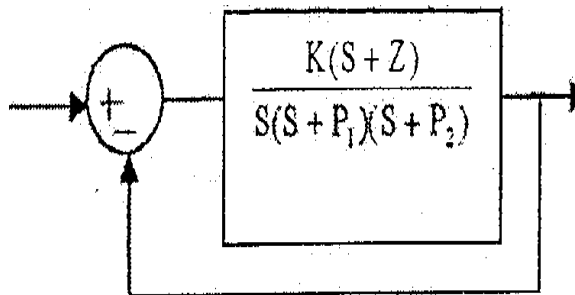 K(S + Z)
+
S(S + P₁)(S + P₂)
−